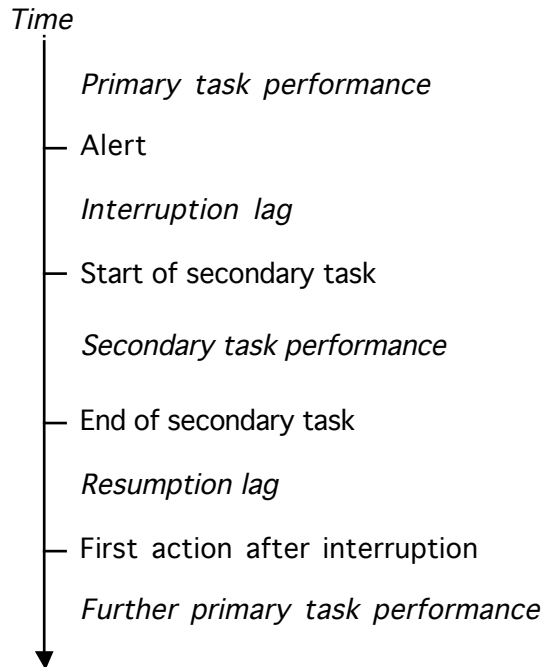 Time
Primary task performance
Alert
Interruption lag
Start of secondary task
Secondary task performance
End of secondary task
Resumption lag
First action after interruption
Further primary task performance